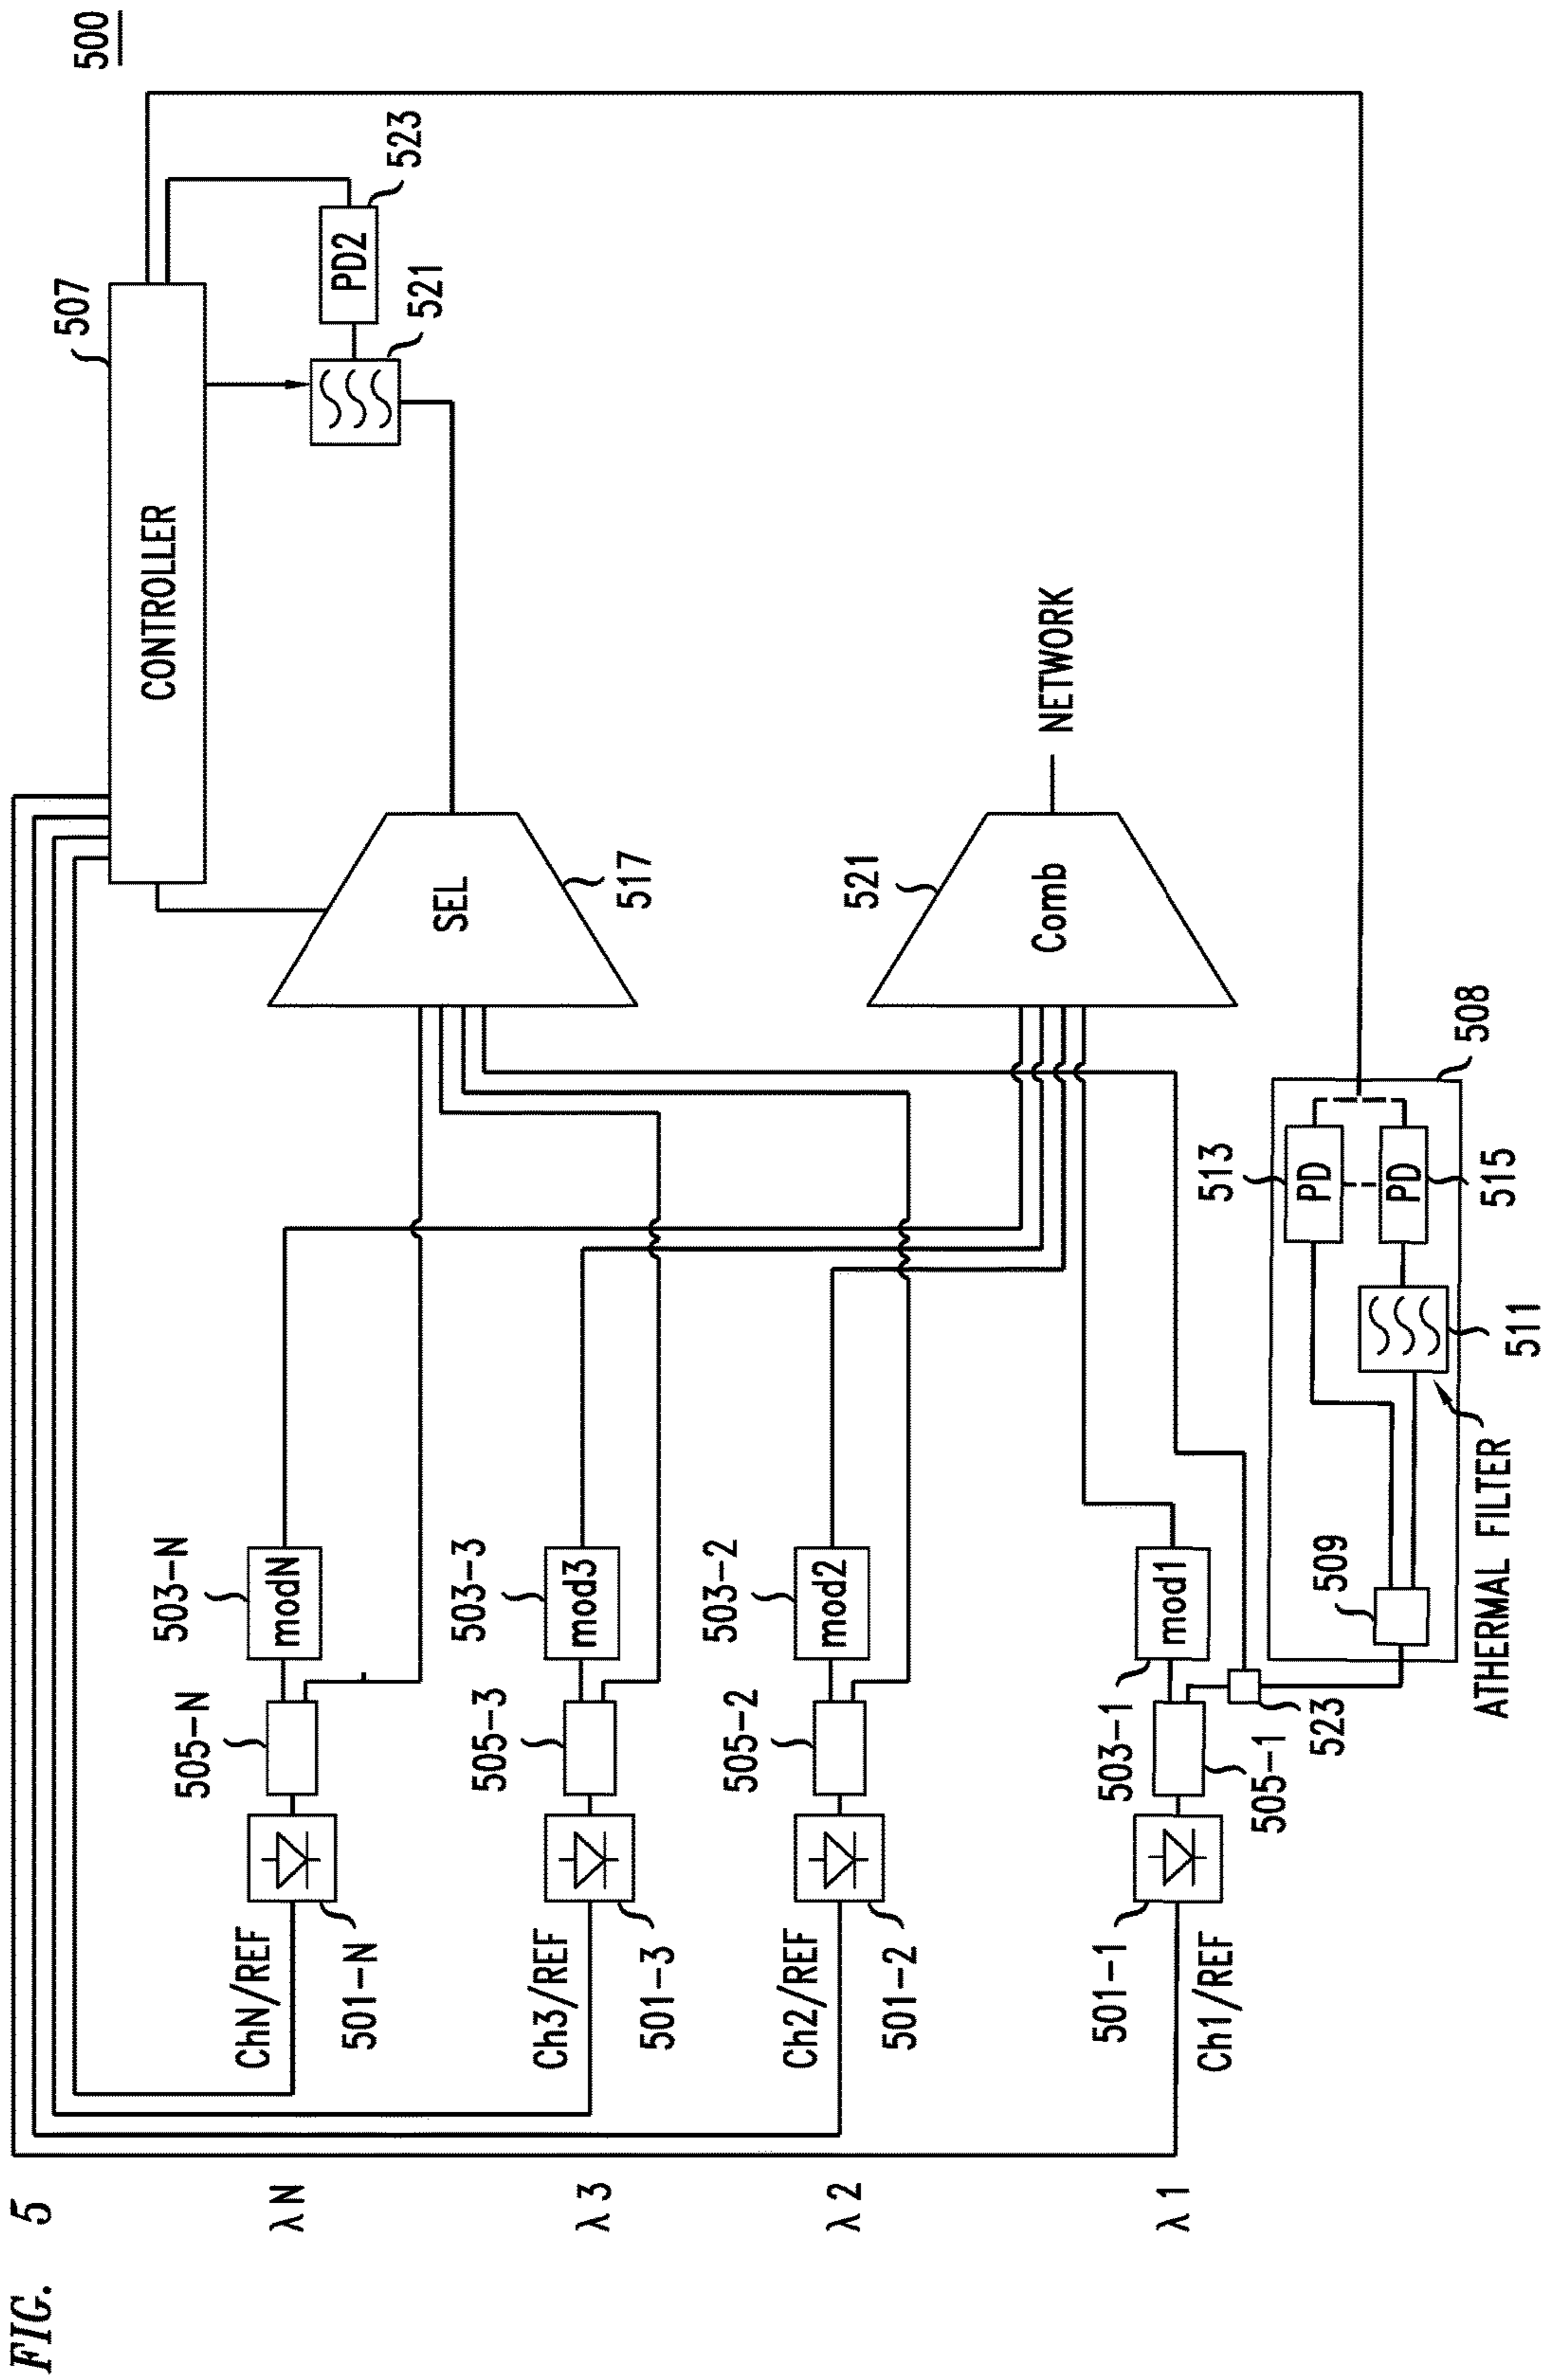 FIG. 5
500
λN
ChN/REF
501-N
505-N
503-N
modN
507
CONTROLLER
523
PD2
521
SEL
517
λ3
Ch3/REF
501-3
505-3
503-3
mod3
λ2
Ch2/REF
501-2
505-2
503-2
mod2
521
Comb
NETWORK
λ1
501-1
Ch1/REF
503-1
505-1
mod1
523
509
513
PD
PD
515
508
511
ATHERMAL FILTER